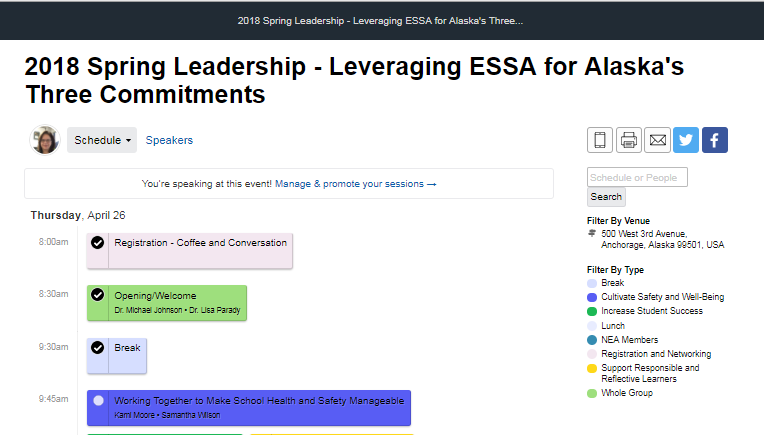 2018 Spring Leadership - Leveraging ESSA for Alaska's Three...
2018 Spring Leadership - Leveraging ESSA for Alaska's
Three Commitments
Schedule
Speakers
You're speaking at this event! Manage & promote your sessions →
Thursday, April 26
8:00am
Registration - Coffee and Conversation
8:30am
Opening/Welcome
Dr. Michael Johnson • Dr. Lisa Parady
9:30am
Break
9:45am
Working Together to Make School Health and Safety Manageable
Kami Moore • Samantha Wilson
Schedule or People
Search
Filter By Venue
500 West 3rd Avenue,
Anchorage, Alaska 99501, USA
Filter By Type
Break
Cultivate Safety and Well-Being
Increase Student Success
Lunch
NEA Members
Registration and Networking
Support Responsible and
Reflective Learners
Whole Group